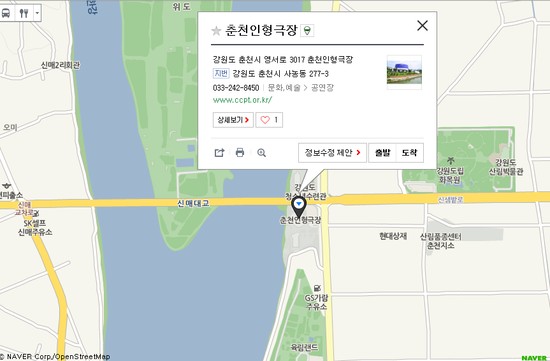 위도
춘천인형극장
강원도 춘천시 영서로 3017 춘천인형극장
지번 강원도 춘천시 사농동 277-3
033-242-8450 | 문화,예술 > 공연장
www.ccpt.or.kr/
상세보기 >
1
정보수정 제안 >
출발
도착
신매2리회관
오미
신매
교차로
SK셀프
신매주유소
신매대교
강원도
청소년수련관
춘천인형극장
강원도립
화목원
강원도
산림박물관
신샘밭로
현대상재
산림품종센터
춘천지소
GS가람
주유소
육림랜드
© NAVER Corp./OpenStreetMap
NAVER